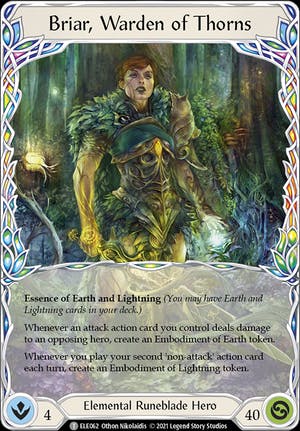 Briar, Warden of Thorns
Essence of Earth and Lightning (You may have Earth and
Lightning cards in your deck.)
Whenever an attack action card you control deals damage
to an opposing hero, create an Embodiment of Earth token.
Whenever you play your second 'non-attack' action card
each turn, create an Embodiment of Lightning token.
4
Elemental Runeblade Hero
40
T ELE062 Othon Nikolaidis © 2021 Legend Story Studios